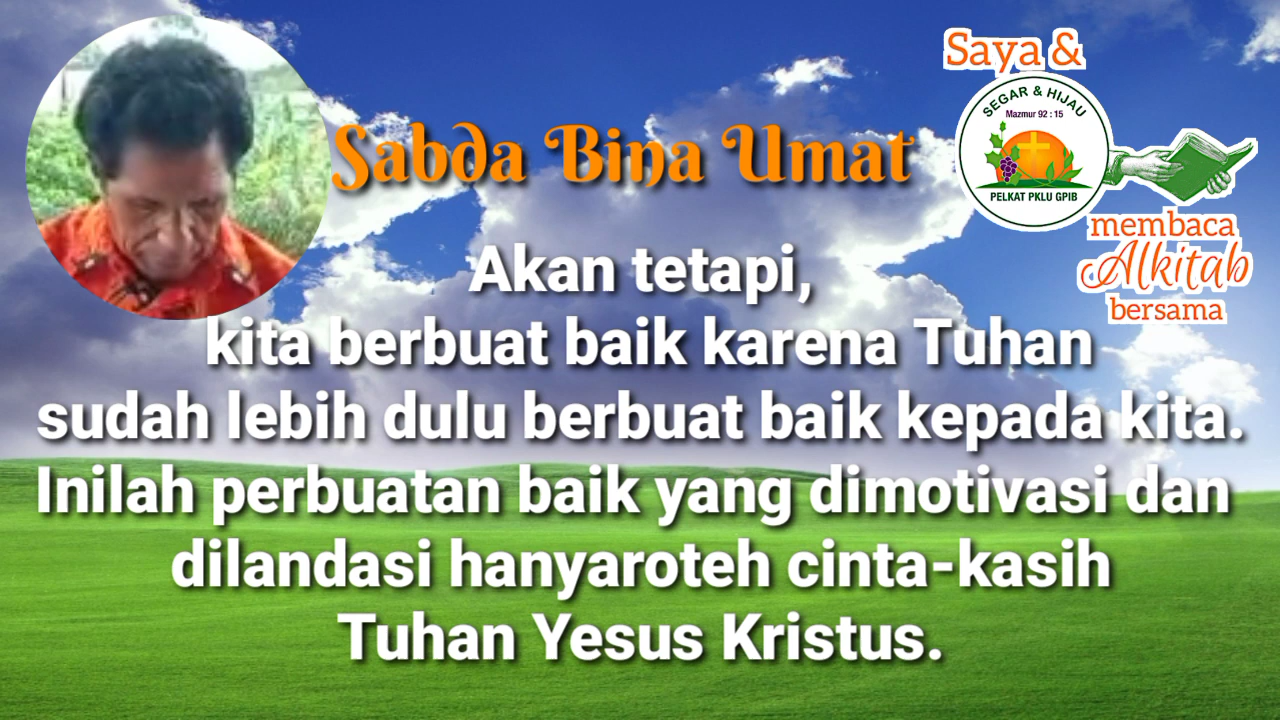 Saya &
SEGAR & HIJAU
Mazmur 92 : 15
PELKAT PKLU GPIB
membaca
Alkitab
bersama
Sabda Bina Umat
Akan tetapi,
kita berbuat baik karena Tuhan
sudah lebih dulu berbuat baik kepada kita.
Inilah perbuatan baik yang dimotivasi dan
dilandasi hanyaroteh cinta-kasih
Tuhan Yesus Kristus.